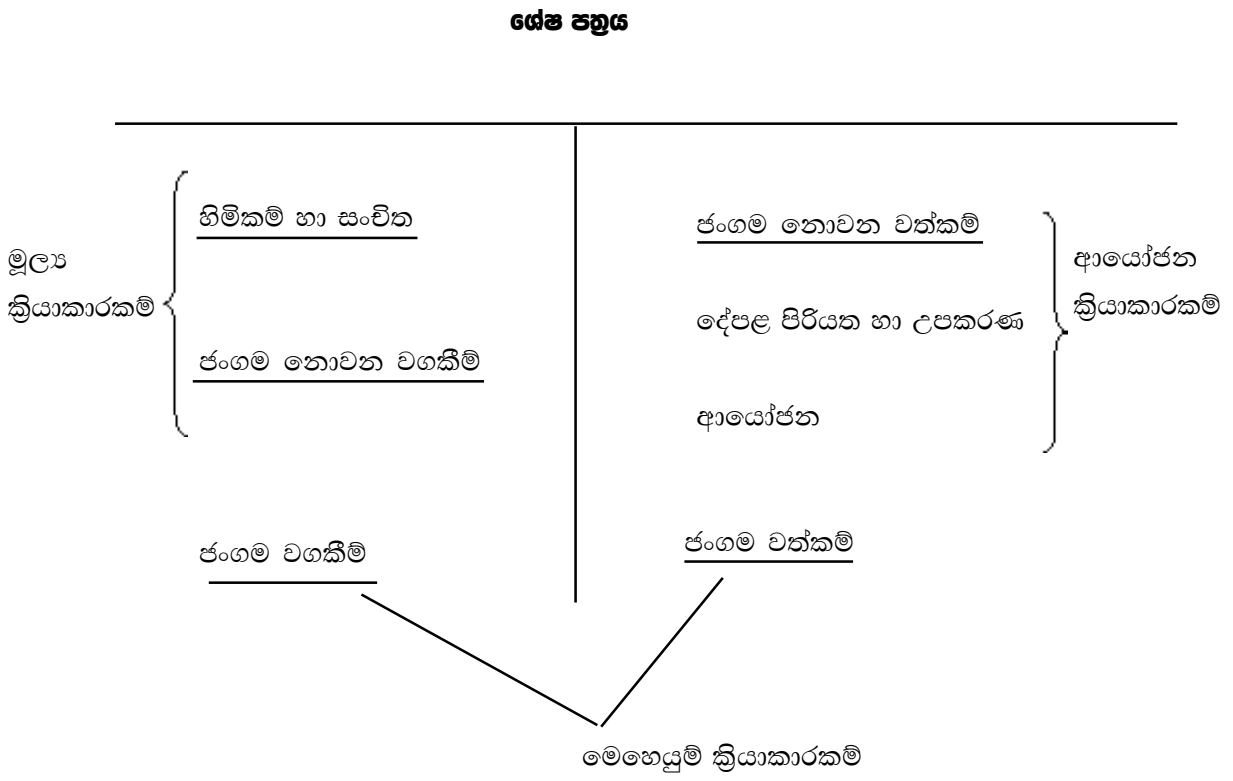 ශේෂ පත්‍රය
මූල්‍ය
ක්‍රියාකාරකම්
හිමිකම් හා සංචිත
ජංගම නොවන වගකීම්
ජංගම වගකීම්
ජංගම නොවන වත්කම්
දේපළ පිරියත හා උපකරණ
ආයෝජන
ජංගම වත්කම්
ආයෝජන
ක්‍රියාකාරකම්
මෙහෙයුම් ක්‍රියාකාරකම්